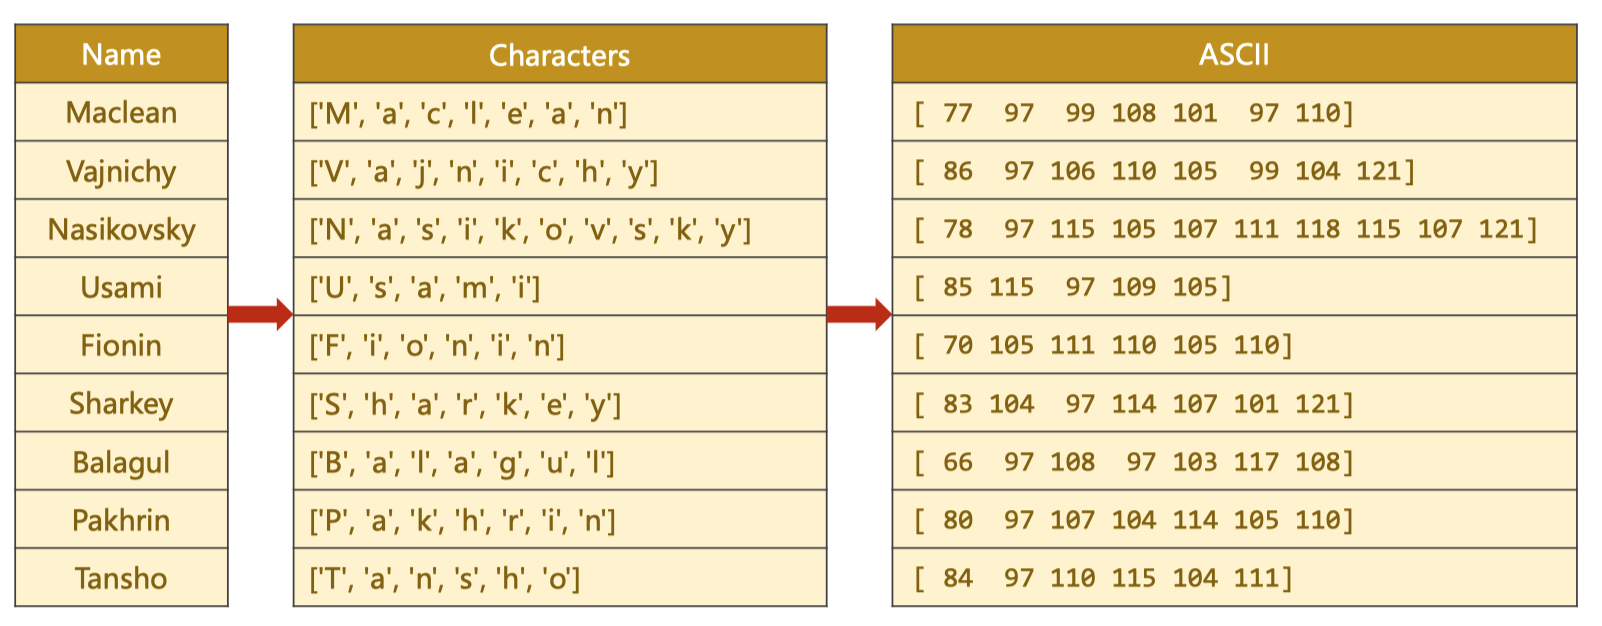 Name Characters ASCII
Maclean ['M', 'a', 'c', 'l', 'e', 'a', 'n'] [ 77  97  99 108 101  97 110]
Vajnichy ['V', 'a', 'j', 'n', 'i', 'c', 'h', 'y'] [ 86  97 106 110 105  99 104 121]
Nasikovsky ['N', 'a', 's', 'i', 'k', 'o', 'v', 's', 'k', 'y'] [ 78  97 115 105 107 111 118 115 107 121]
Usami ['U', 's', 'a', 'm', 'i'] [ 85 115  97 109 105]
Fionin ['F', 'i', 'o', 'n', 'i', 'n'] [ 70 105 111 110 105 110]
Sharkey ['S', 'h', 'a', 'r', 'k', 'e', 'y'] [ 83 104  97 114 107 101 121]
Balagul ['B', 'a', 'l', 'a', 'g', 'u', 'l'] [ 66  97 108  97 103 117 108]
Pakhrin ['P', 'a', 'k', 'h', 'r', 'i', 'n'] [ 80  97 107 104 114 105 110]
Tansho ['T', 'a', 'n', 's', 'h', 'o'] [ 84  97 110 115 104 111]